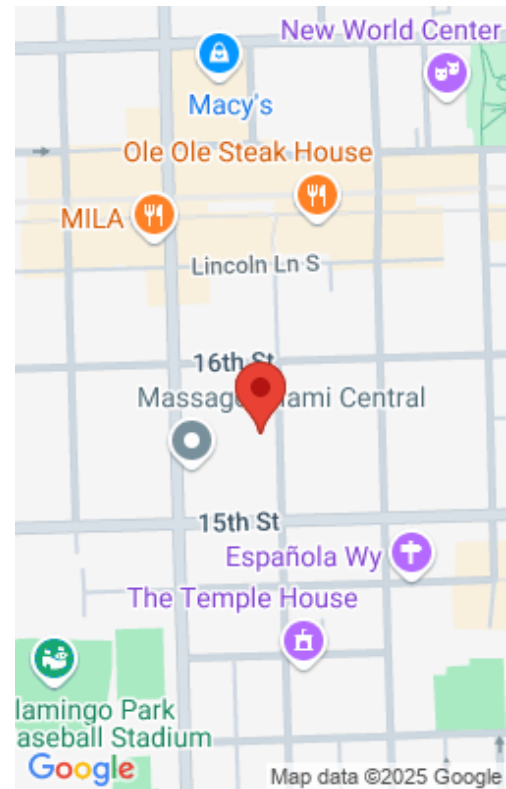 New World Center
Macy's
Ole Ole Steak House
MILA
Lincoln Ln S
16th St
Massage
ami Central
15th St
Española Wy
The Temple House
lamingo Park
aseball Stadium
Google
Map data ©2025 Google